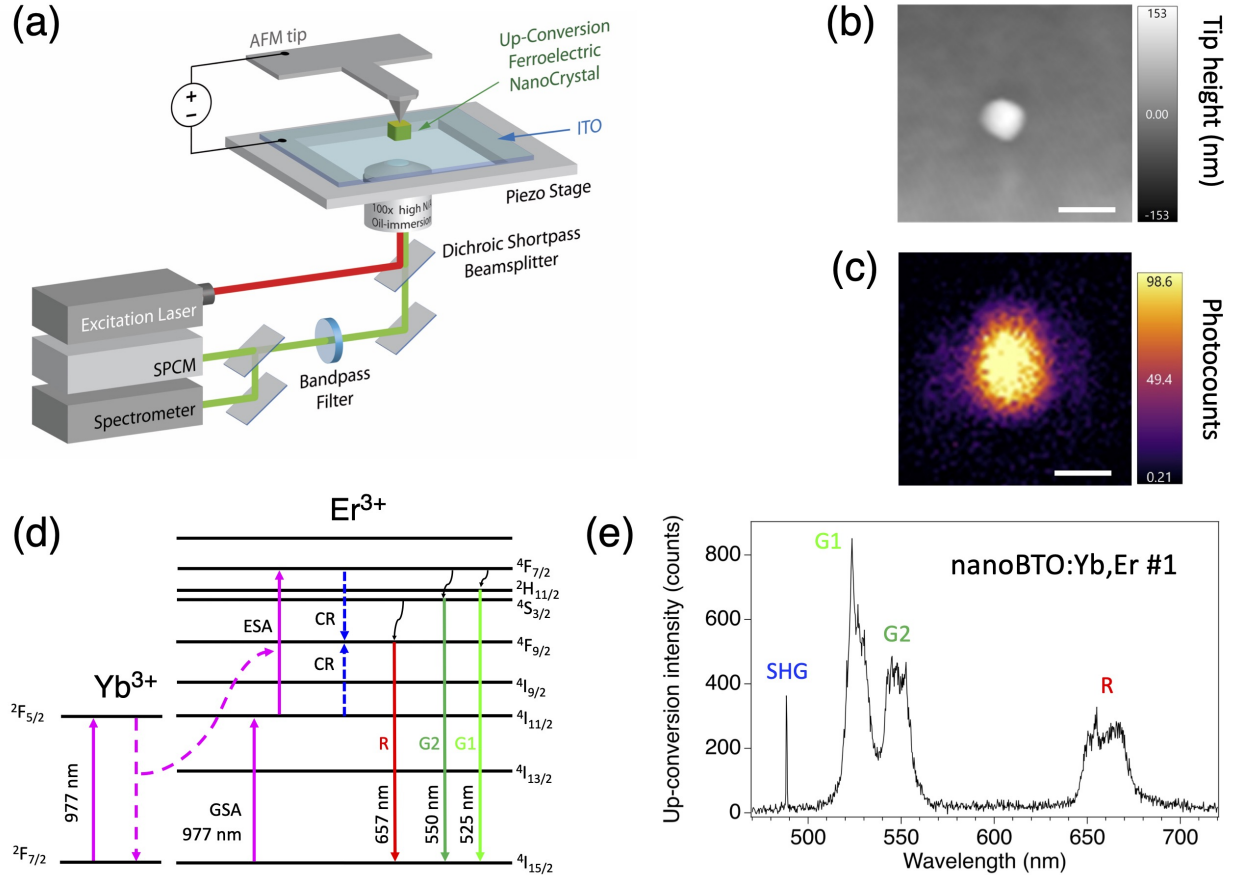 (a)
AFM tip
Up-Conversion
Ferroelectric
NanoCrystal
+
−
ITO
Piezo Stage
100x high NA
Oil-immersion
Dichroic Shortpass
Beamsplitter
Excitation Laser
SPCM
Spectrometer
Bandpass
Filter
(b)
153
0.00
-153
Tip height (nm)
(c)
98.6
49.4
0.21
Photocounts
(d)
Er3+
Yb3+
4F7/2
2H11/2
4S3/2
4F9/2
4I9/2
4I11/2
4I13/2
4I15/2
2F5/2
2F7/2
ESA
CR
CR
977 nm
GSA
977 nm
R
G2
G1
657 nm
550 nm
525 nm
(e)
Up-conversion intensity (counts)
800
600
400
200
0
SHG
G1
G2
R
nanoBTO:Yb,Er #1
500
550
600
650
700
Wavelength (nm)